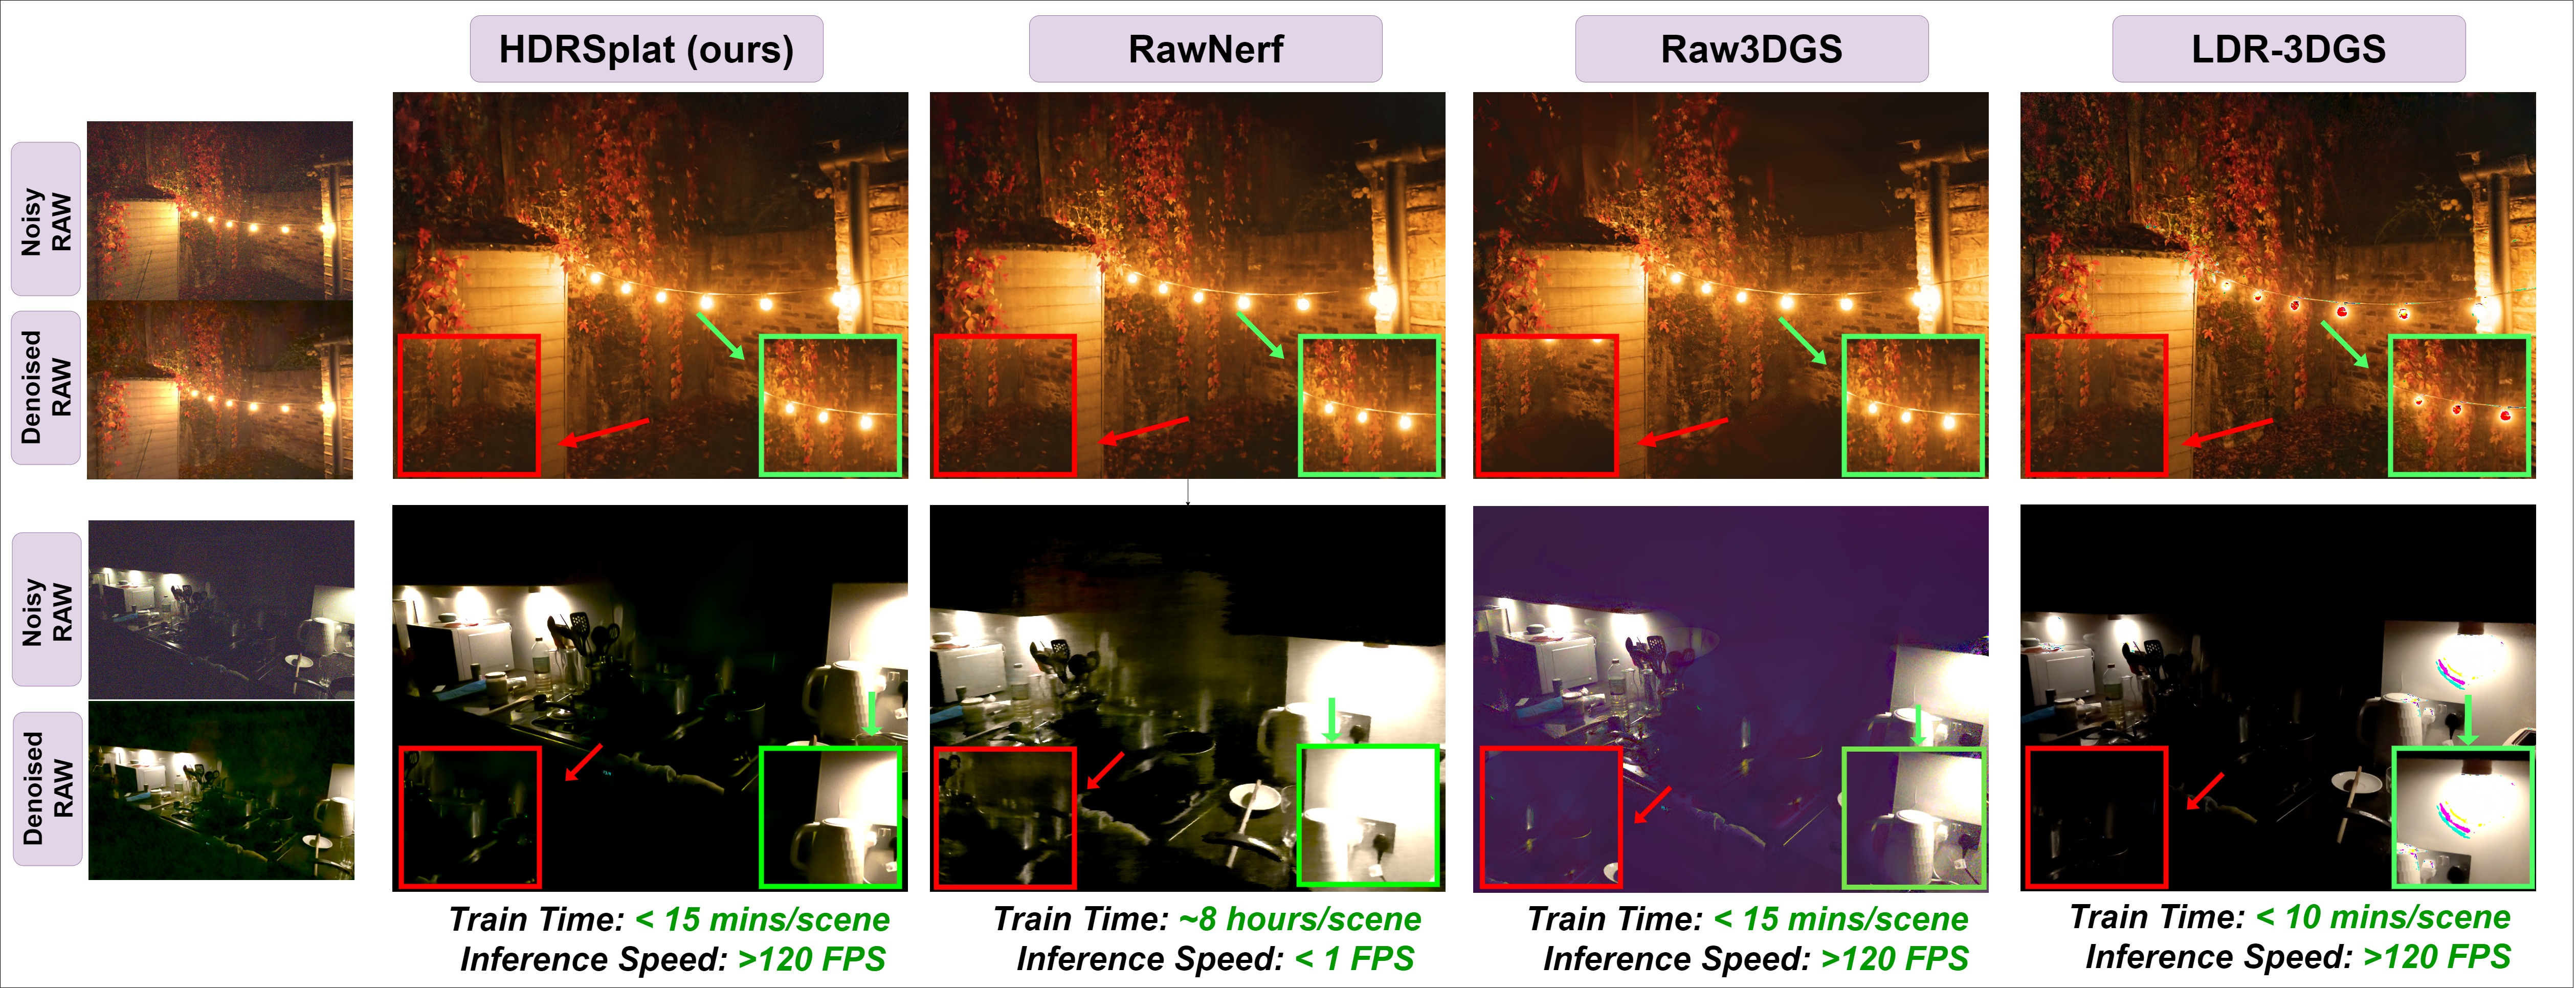 HDRSplat (ours)
RawNerf
Raw3DGS
LDR-3DGS
Noisy
RAW
Denoised
RAW
Noisy
RAW
Denoised
RAW
Train Time: < 15 mins/scene
Inference Speed: >120 FPS
Train Time: ~8 hours/scene
Inference Speed: < 1 FPS
Train Time: < 15 mins/scene
Inference Speed: >120 FPS
Train Time: < 10 mins/scene
Inference Speed: >120 FPS